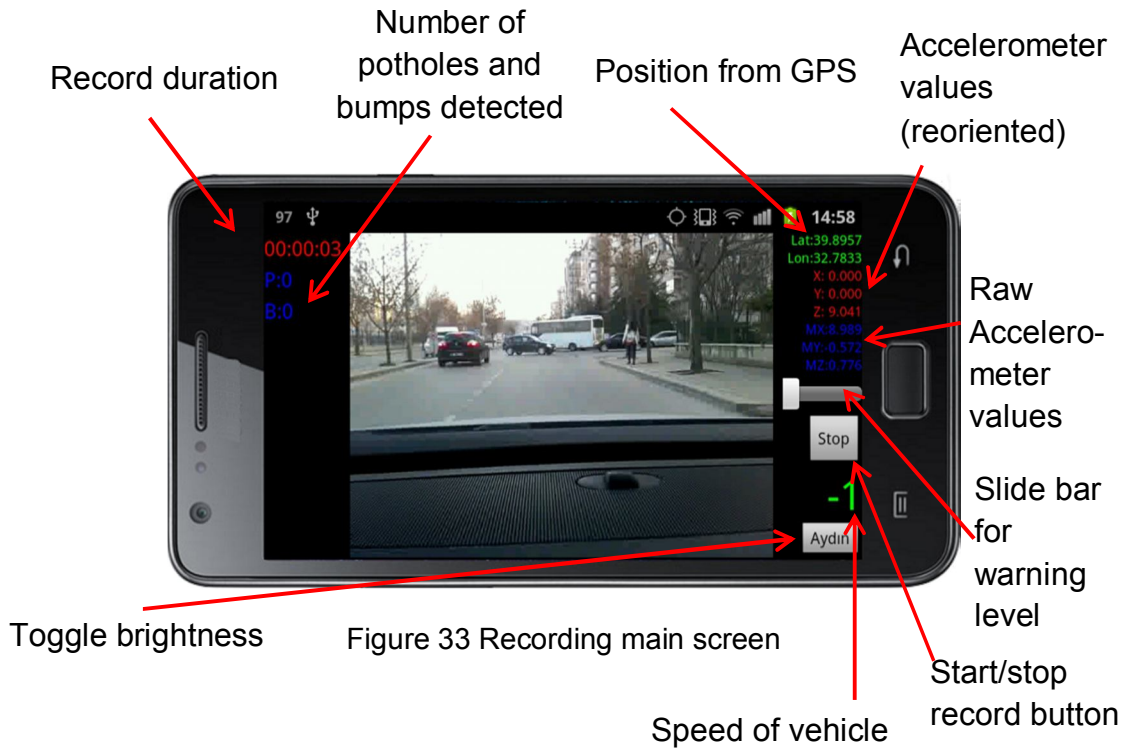 Number of
potholes and
bumps detected
Record duration
Position from GPS
Accelerometer
values
(reoriented)
97
14:58
00:00:03
P:0
B:0
Lat:39.8957
Lon:32.7833
X: 0.000
Y: 0.000
Z: 9.041
MX:8.989
MY:-0.572
MZ:0.776
Raw
Accelero-
meter
values
Stop
-1
Aydın
Slide bar
for
warning
level
Toggle brightness
Figure 33 Recording main screen
Start/stop
record button
Speed of vehicle